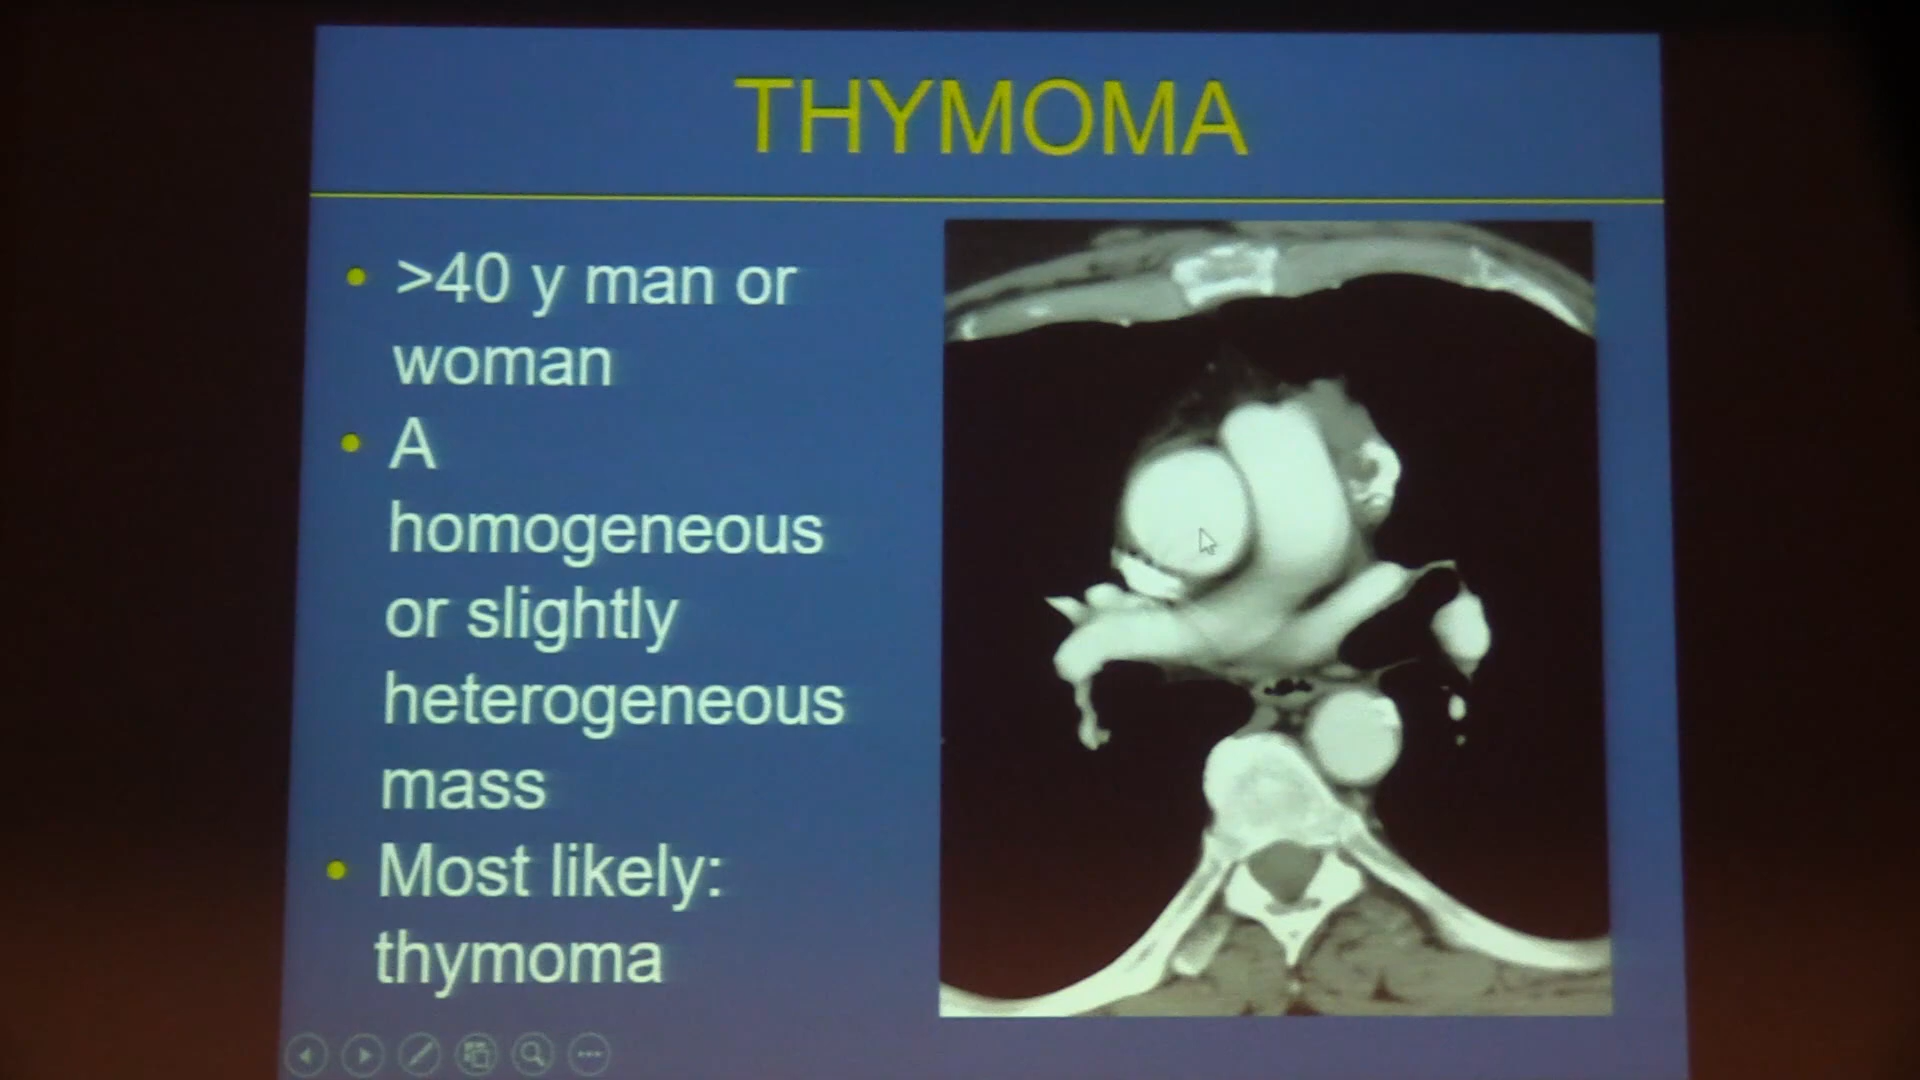 THYMOMA
• >40 y man or
woman
• A
homogeneous
or slightly
heterogeneous
mass
• Most likely:
thymoma